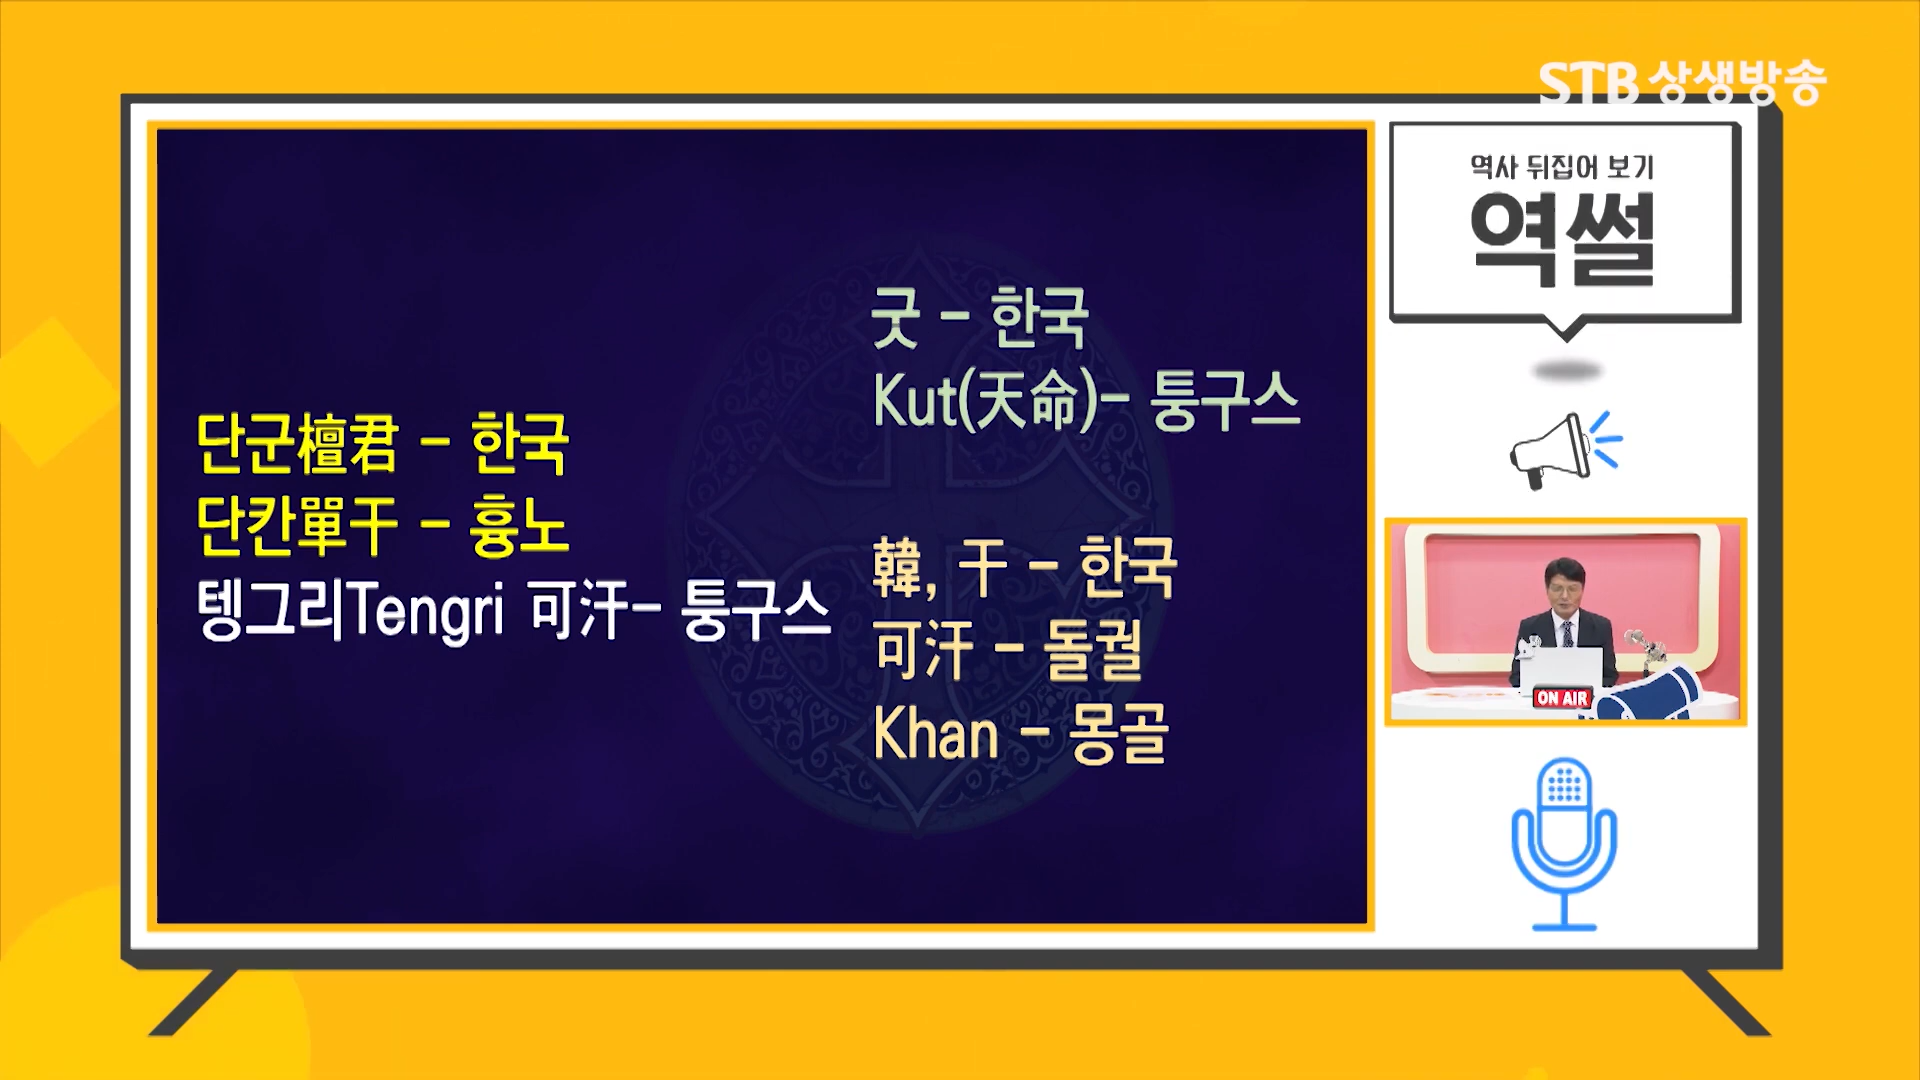 STB 상생방송
역사 뒤집어 보기
역썰
단군檀君 - 한국
단칸單干 - 흉노
텡그리Tengri 可汗- 퉁구스
굿 - 한국
Kut(天命)- 퉁구스
韓, 干 - 한국
可汗 - 돌궐
Khan - 몽골
ON AIR